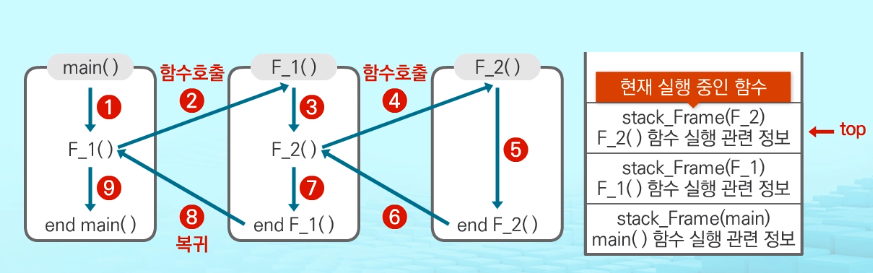 main( )
함수호출
F_1( )
함수호출
F_2( )
1
2
3
4
5
F_1( )
F_2( )
9
8
7
6
end main( )
복귀
end F_1( )
end F_2( )
현재 실행 중인 함수
stack_Frame(F_2)
F_2( ) 함수 실행 관련 정보
top
stack_Frame(F_1)
F_1( ) 함수 실행 관련 정보
stack_Frame(main)
main( ) 함수 실행 관련 정보